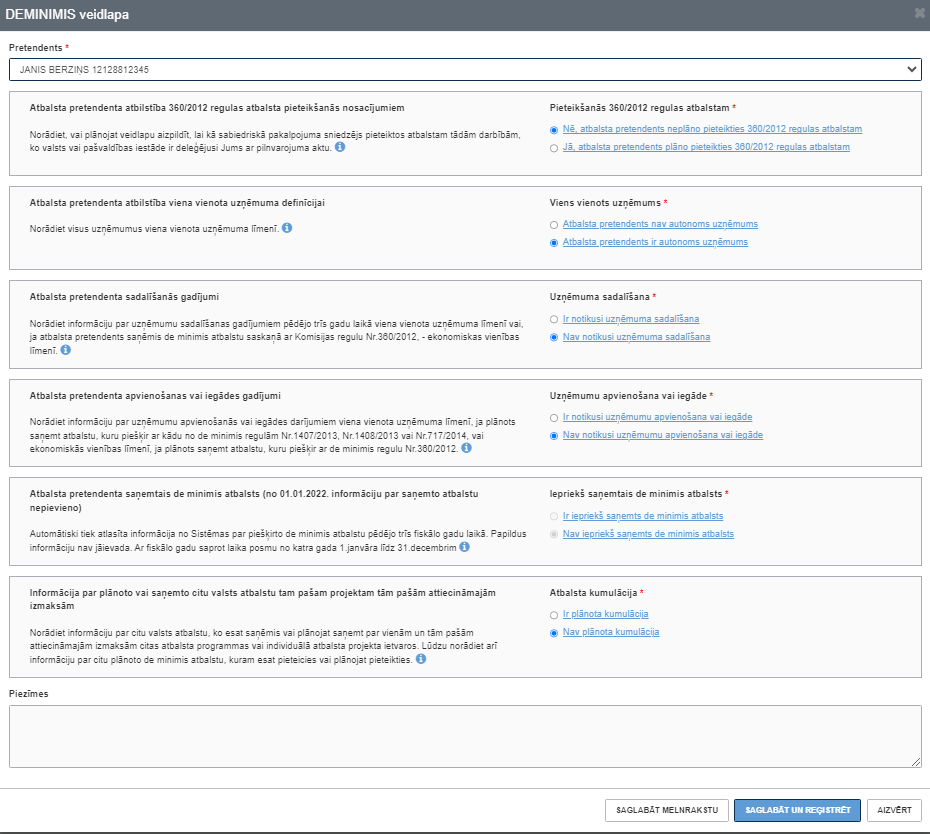 DEMINIMIS veidlapa
Pretendents *
JANIS BERZIŅS 12128812345
Atbalsta pretendenta atbilstība 360/2012 regulas atbalsta pieteikšanās nosacījumiem
Norādiet, vai plānojat veidlapu aizpildīt, lai kā sabiedriskā pakalpojuma sniedzējs pieteiktos atbalstam tādām darbībām,
ko valsts vai pašvaldības iestāde ir deleģējusi Jums ar pilnvarojuma aktu.
Pieteikšanās 360/2012 regulas atbalstam *
Nē, atbalsta pretendents neplāno pieteikties 360/2012 regulas atbalstam
Jā, atbalsta pretendents plāno pieteikties 360/2012 regulas atbalstam
Atbalsta pretendenta atbilstība viena vienota uzņēmuma definīcijai
Norādiet visus uzņēmumus viena vienota uzņēmuma līmenī.
Viens vienots uzņēmums *
Atbalsta pretendents nav autonoms uzņēmums
Atbalsta pretendents ir autonoms uzņēmums
Atbalsta pretendenta sadalīšanās gadījumi
Norādiet informāciju par uzņēmumu sadalīšanas gadījumiem pēdējo trīs gadu laikā viena vienota uzņēmuma līmenī vai,
ja atbalsta pretendents saņēmis de minimis atbalstu saskaņā ar Komisijas regulu Nr.360/2012, - ekonomiskas vienības
līmenī.
Uzņēmuma sadalīšana *
Ir notikusi uzņēmuma sadalīšana
Nav notikusi uzņēmuma sadalīšana
Atbalsta pretendenta apvienošanas vai iegādes gadījumi
Norādiet informāciju par uzņēmumu apvienošanās vai iegādes darījumiem viena vienota uzņēmuma līmenī, ja plānots
saņemt atbalstu, kuru piešķir ar kādu no de minimis regulām Nr.1407/2013, Nr.1408/2013 vai Nr.717/2014, vai
ekonomiskās vienības līmenī, ja plānots saņemt atbalstu, kuru piešķir ar de minimis regulu Nr.360/2012.
Uzņēmumu apvienošana vai iegāde *
Ir notikusi uzņēmumu apvienošana vai iegāde
Nav notikusi uzņēmumu apvienošana vai iegāde
Atbalsta pretendenta saņemtais de minimis atbalsts (no 01.01.2022. informāciju par saņemto atbalstu
nepievieno)
Automātiski tiek atlasīta informācija no Sistēmas par piešķirto de minimis atbalstu pēdējo trīs fiskālo gadu laikā. Papildus
informāciju nav jāievada. Ar fiskālo gadu saprot laika posmu no katra gada 1.janvāra līdz 31.decembrim
Iepriekš saņemtais de minimis atbalsts *
Ir iepriekš saņemts de minimis atbalsts
Nav iepriekš saņemts de minimis atbalsts
Informācija par plānoto vai saņemto citu valsts atbalstu tam pašam projektam tām pašām attiecināmajām
izmaksām
Norādiet informāciju par citu valsts atbalstu, ko esat saņēmis vai plānojat saņemt par vienām un tām pašām
attiecināmajām izmaksām citas atbalsta programmas vai individuālā atbalsta projekta ietvaros. Lūdzu norādiet arī
informāciju par citu plānoto de minimis atbalstu, kuram esat pieteicies vai plānojat pieteikties.
Atbalsta kumulācija *
Ir plānota kumulācija
Nav plānota kumulācija
Piezīmes
SAGLABĀT MELNRAKSTU
SAGLABĀT UN REĢISTRĒT
AIZVĒRT